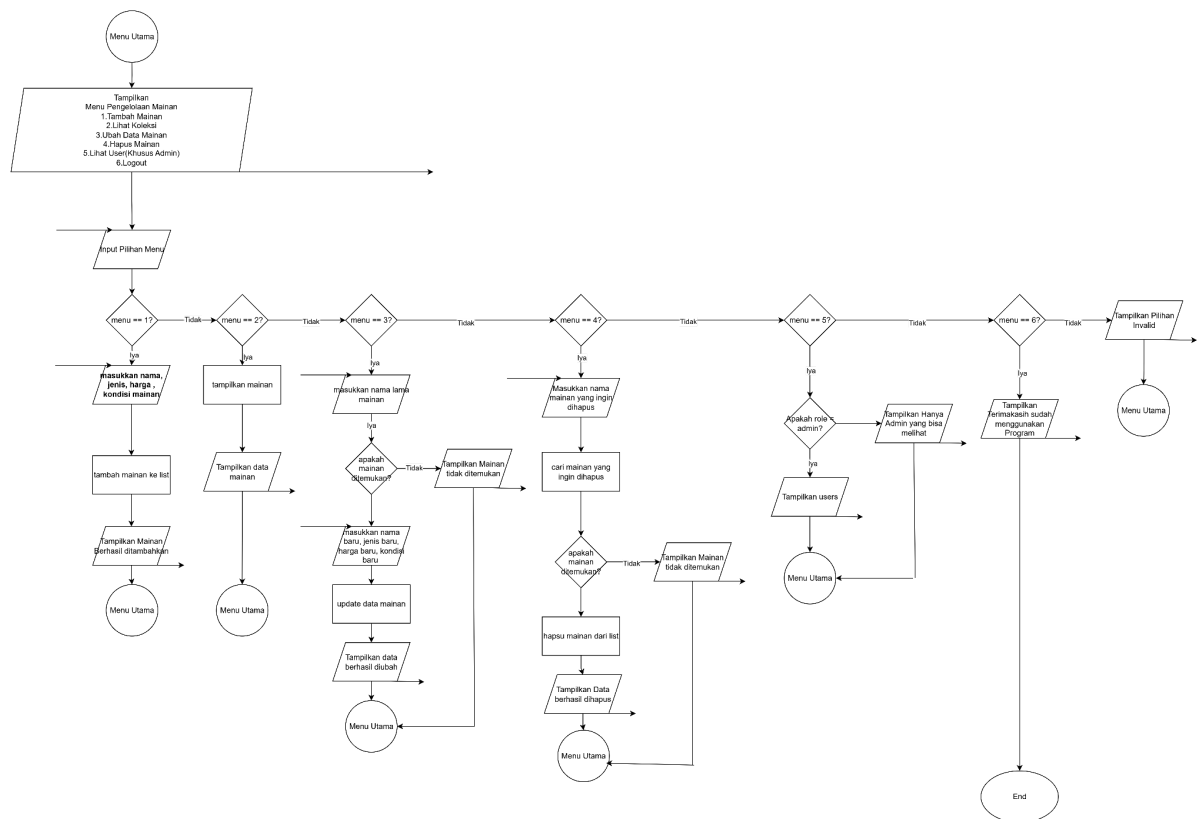 Menu Utama
Tampilkan
Menu Pengelolaan Mainan
1.Tambah Mainan
2.Lihat Koleksi
3.Ubah Data Mainan
4.Hapus Mainan
5.Lihat User(Khusus Admin)
6.Logout
Input Pilihan Menu
menu == 1?
Tidak
menu == 2?
Tidak
menu == 3?
Tidak
menu == 4?
Tidak
menu == 5?
Tidak
menu == 6?
Tidak
Tampilkan Pilihan
Invalid
Menu Utama
Iya
masukkan nama,
jenis, harga ,
kondisi mainan
tambah mainan ke list
Tampilkan Mainan
Berhasil ditambahkan
Menu Utama
Iya
tampilkan mainan
Tampilkan data
mainan
Menu Utama
Iya
masukkan nama lama
mainan
Iya
apakah
mainan
ditemukan?
Tidak
Tampilkan Mainan
tidak ditemukan
masukkan nama
baru, jenis baru,
harga baru, kondisi
baru
update data mainan
Tampilkan data
berhasil diubah
Menu Utama
Iya
Masukkan nama
mainan yang ingin
dihapus
cari mainan yang
ingin dihapus
apakah
mainan
ditemukan?
Tidak
Tampilkan Mainan
tidak ditemukan
hapsu mainan dari list
Tampilkan Data
berhasil dihapus
Menu Utama
Iya
Apakah role =
admin?
Tampilkan Hanya
Admin yang bisa
melihat
Iya
Tampilkan users
Menu Utama
Iya
Tampilkan
Terimakasih sudah
menggunakan
Program
End